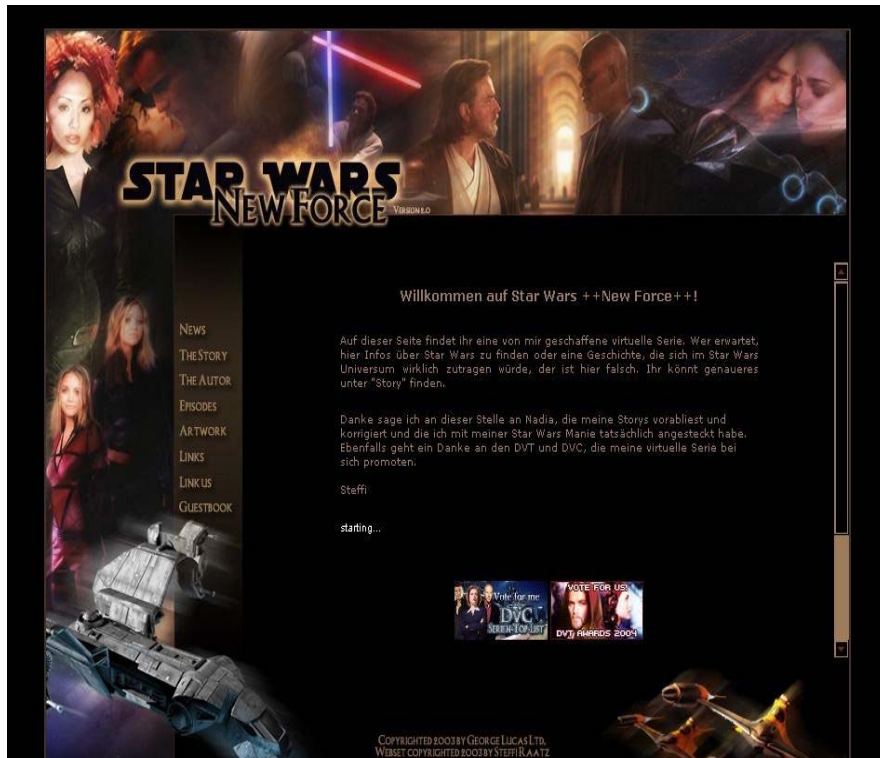 STAR WARS
NEW FORCE
VERSION 2.0
Willkommen auf Star Wars ++New Force++!
NEWS
THE STORY
THE AUTOR
EPISODES
ARTWORK
LINKS
LINK US
GUESTBOOK
Auf dieser Seite findet ihr eine von mir geschaffene virtuelle Serie. Wer erwartet,
hier Infos über Star Wars zu finden oder eine Geschichte, die sich im Star Wars
Universum wirklich zutragen würde, der ist hier falsch. Ihr könnt genaueres
unter "Story" finden.
Danke sage ich an dieser Stelle an Nadia, die meine Storys vorabliest und
korrigiert und die ich mit meiner Star Wars Manie tatsächlich angesteckt habe.
Ebenfalls geht ein Danke an den DVT und DVC, die meine virtuelle Serie bei
sich promoten.
Steffi
starting...
Vote for me
DVC
SERIEN-TOP-LIST
VOTE FOR US!
DVT AWARDS 2004
COPYRIGHTED 2003 BY GEORGE LUCAS LTD.
WEBSET COPYRIGHTED 2003 BY STEFFI RAATZ